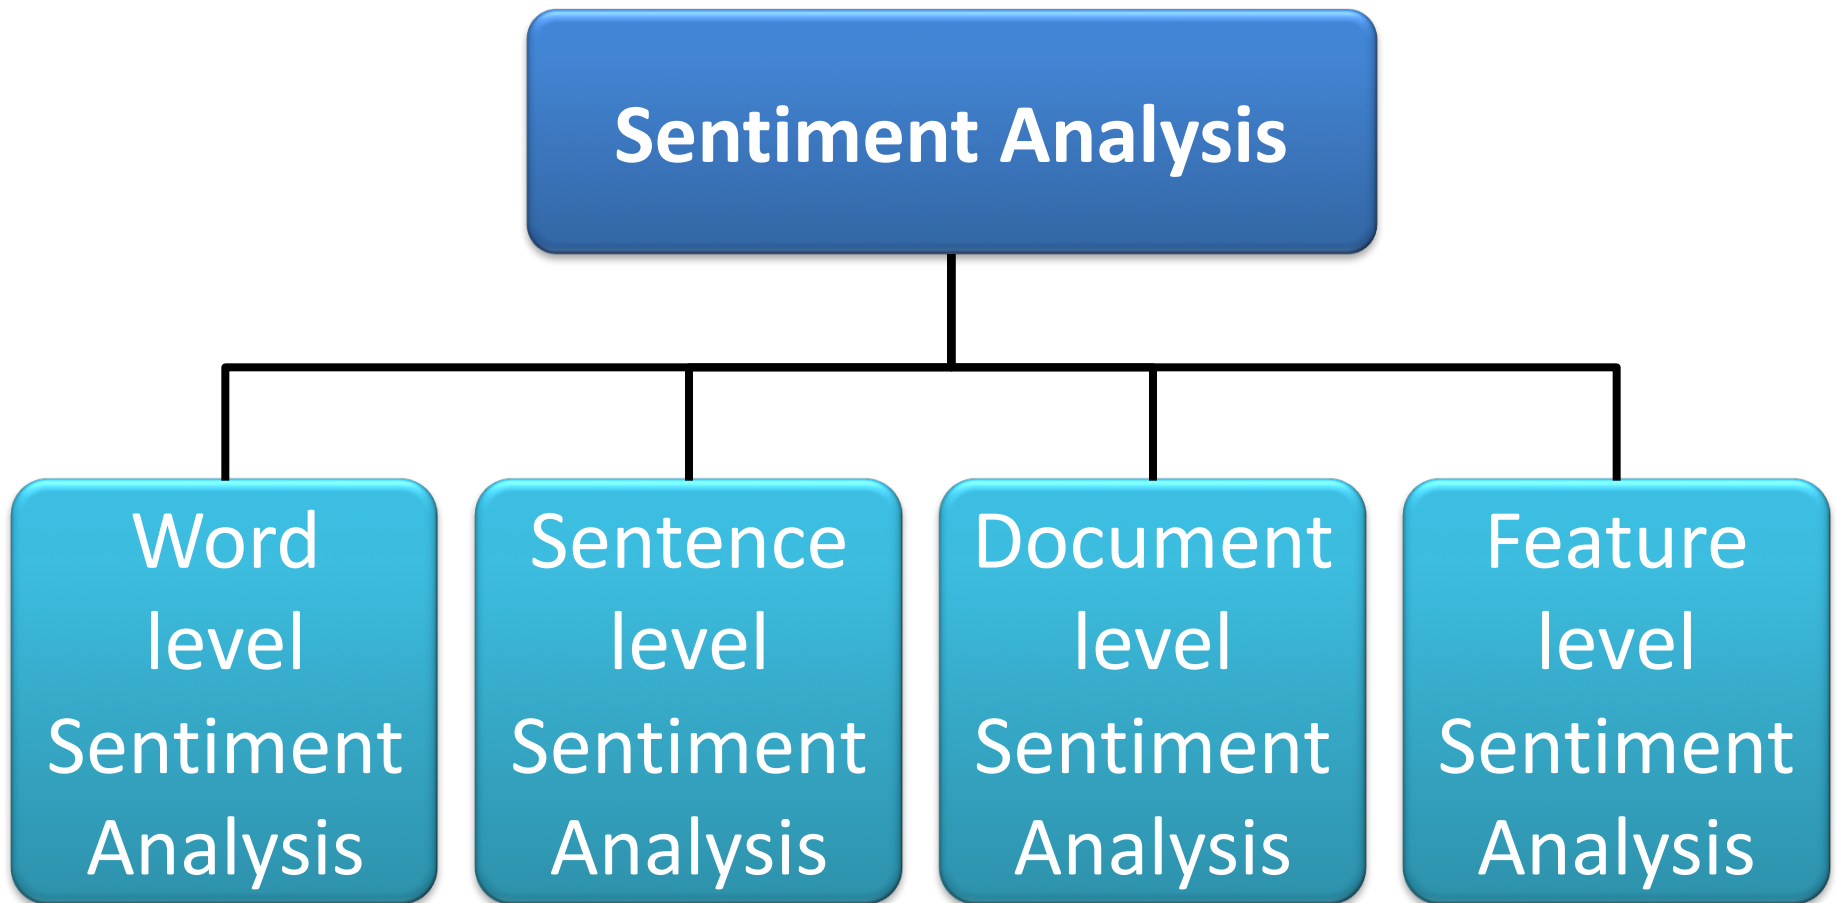 Sentiment Analysis
Word
level
Sentiment
Analysis
Sentence
level
Sentiment
Analysis
Document
level
Sentiment
Analysis
Feature
level
Sentiment
Analysis